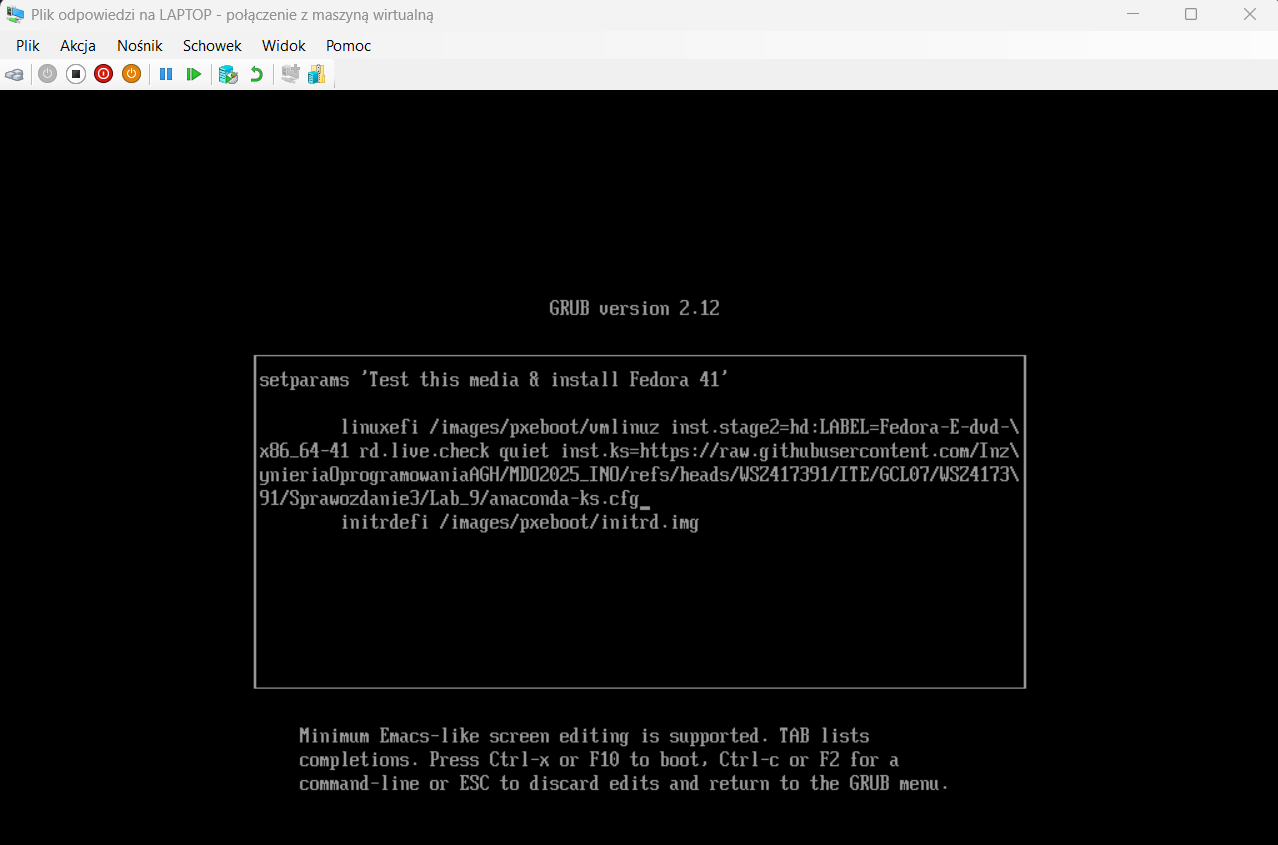 Plik odpowiedzi na LAPTOP - połączenie z maszyną wirtualną
Plik Akcja Nośnik Schowek Widok Pomoc
GRUB version 2.12
setparams 'Test this media & install Fedora 41'
linuxefi /images/pxeboot/vmlinuz inst.stage2=hd:LABEL=Fedora-E-dvd-\
x86_64-41 rd.live.check quiet inst.ks=https://raw.githubusercontent.com/Inz\
ynieriaOprogramowaniaAGH/MDO2025_INO/refs/heads/WSZ417391/ITE/GCL07/WSZ4173\
91/Sprawozdanie3/Lab_9/anaconda-ks.cfg_
initrdefi /images/pxeboot/initrd.img
Minimum Emacs-like screen editing is supported. TAB lists
completions. Press Ctrl-x or F10 to boot, Ctrl-c or F2 for a
command-line or ESC to discard edits and return to the GRUB menu.